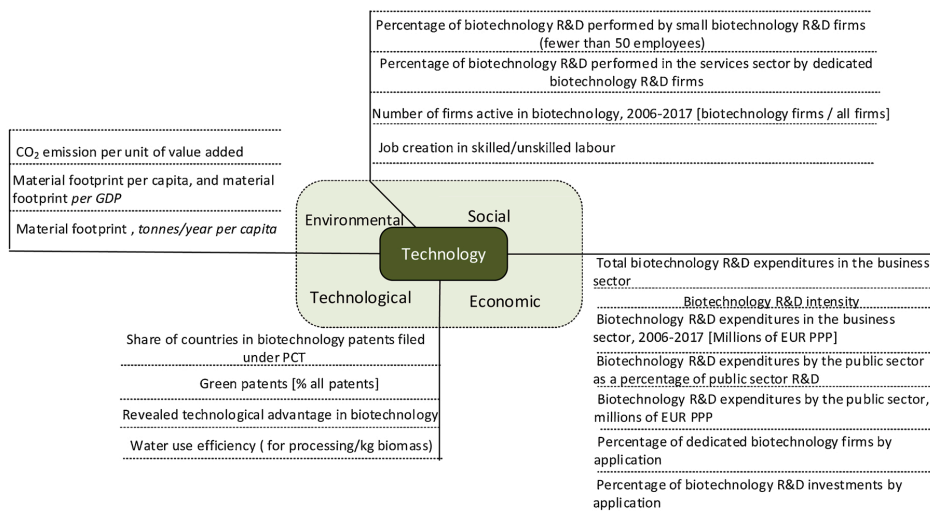 Percentage of biotechnology R&D performed by small biotechnology R&D firms
(fewer than 50 employees)
Percentage of biotechnology R&D performed in the services sector by dedicated
biotechnology R&D firms
Number of firms active in biotechnology, 2006-2017 [biotechnology firms / all firms]
Job creation in skilled/unskilled labour
CO₂ emission per unit of value added
Material footprint per capita, and material
footprint per GDP
Material footprint , tonnes/year per capita
Environmental
Social
Technology
Technological
Economic
Total biotechnology R&D expenditures in the business
sector
Biotechnology R&D intensity
Biotechnology R&D expenditures in the business
sector, 2006-2017 [Millions of EUR PPP]
Biotechnology R&D expenditures by the public sector
as a percentage of public sector R&D
Biotechnology R&D expenditures by the public sector,
millions of EUR PPP
Percentage of dedicated biotechnology firms by
application
Percentage of biotechnology R&D investments by
application
Share of countries in biotechnology patents filed
under PCT
Green patents [% all patents]
Revealed technological advantage in biotechnology
Water use efficiency ( for processing/kg biomass)